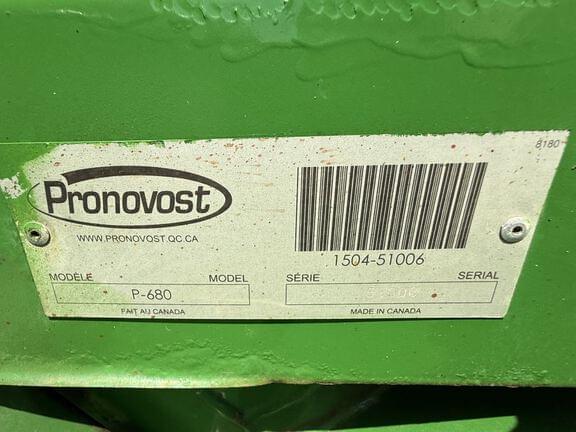 8180
Pronovost
WWW.PRONOVOST.QC.CA
1504-51006
MODÈLE MODEL
SÉRIE SERIAL
P-680
FAIT AU CANADA
MADE IN CANADA